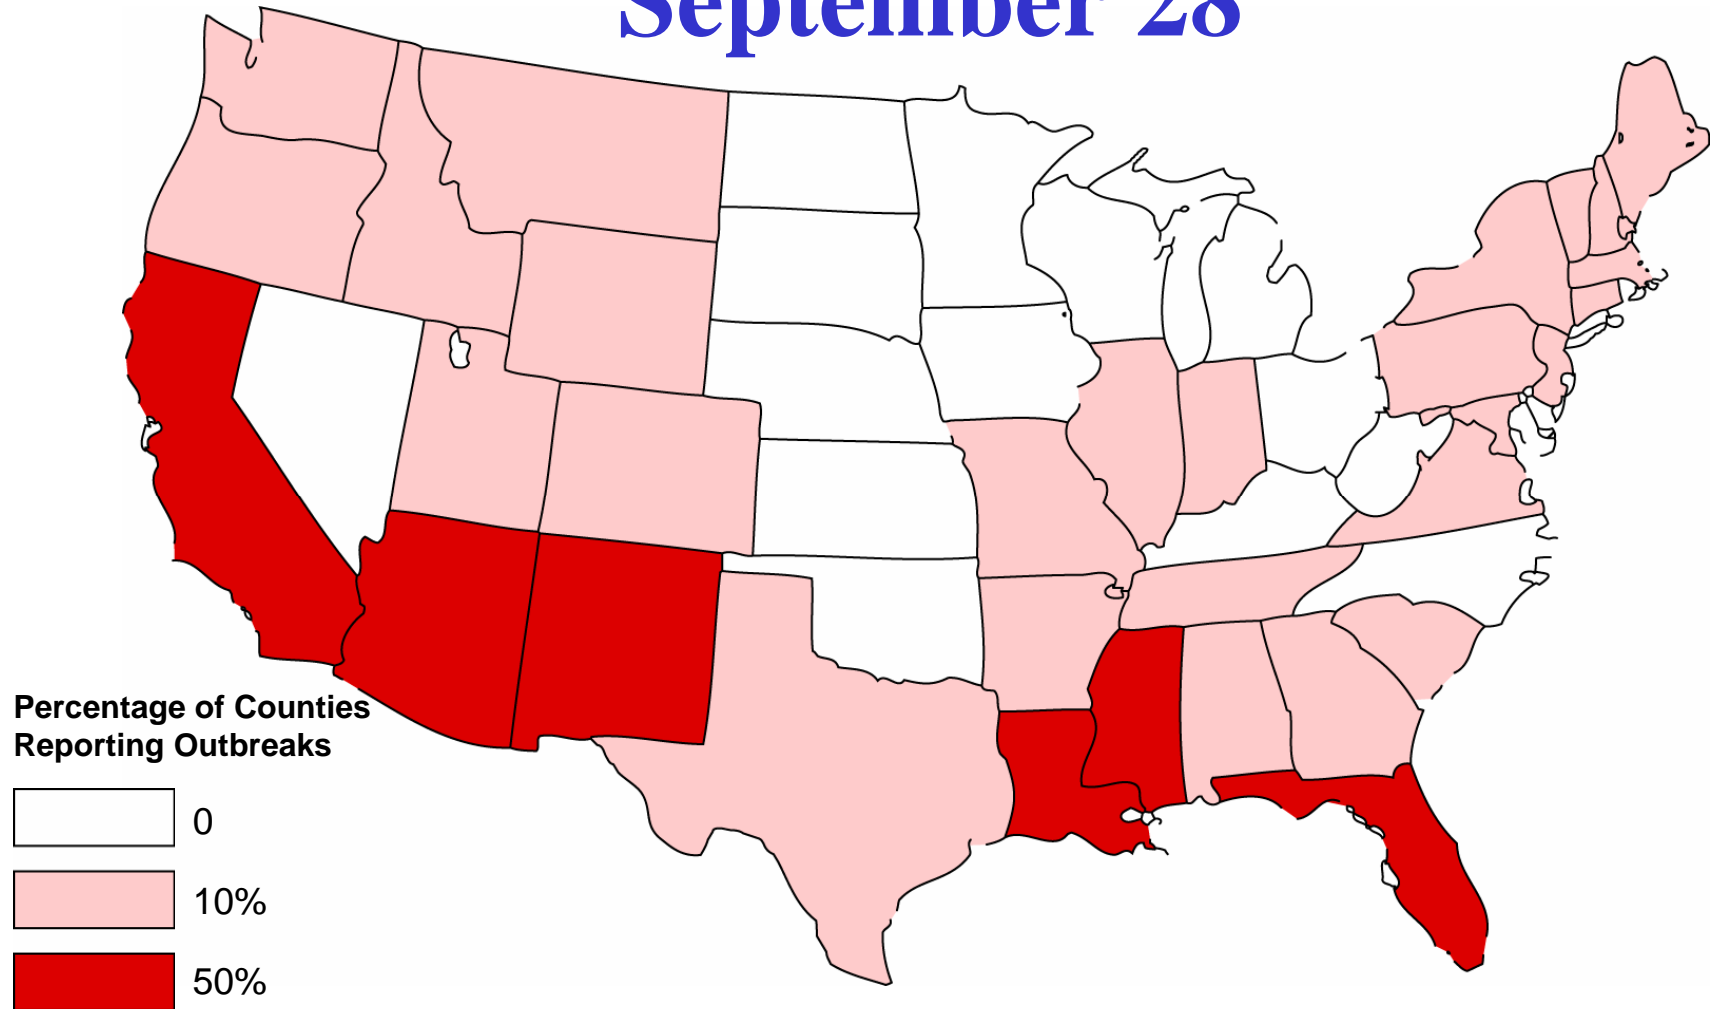 September 28
Percentage of Counties
Reporting Outbreaks
0
10%
50%